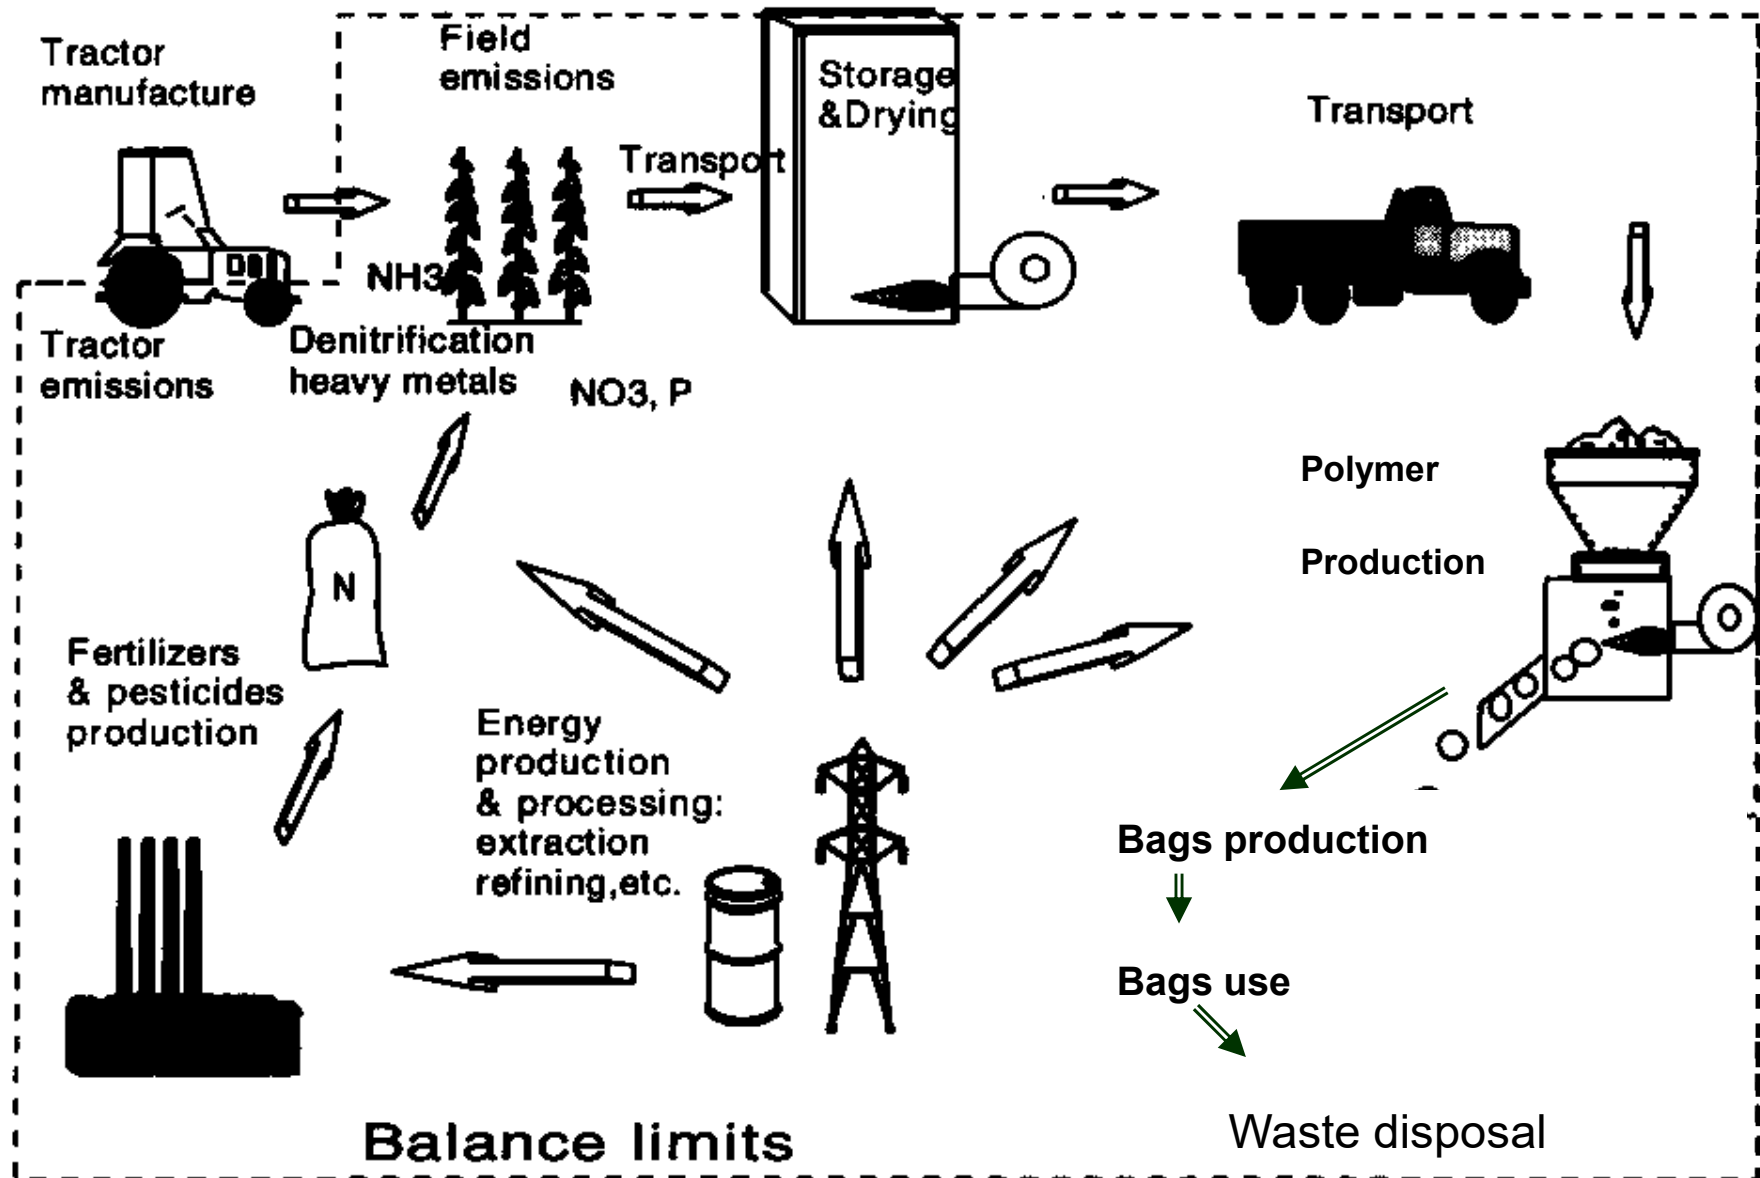 Tractor
manufacture
Field
emissions
Storage
&Drying
Transport
Transport
NH3
Tractor
emissions
Denitrification
heavy metals
NO3, P
Polymer
Production
N
Fertilizers
& pesticides
production
Energy
production
& processing:
extraction
refining,etc.
Bags production
Bags use
Waste disposal
Balance limits